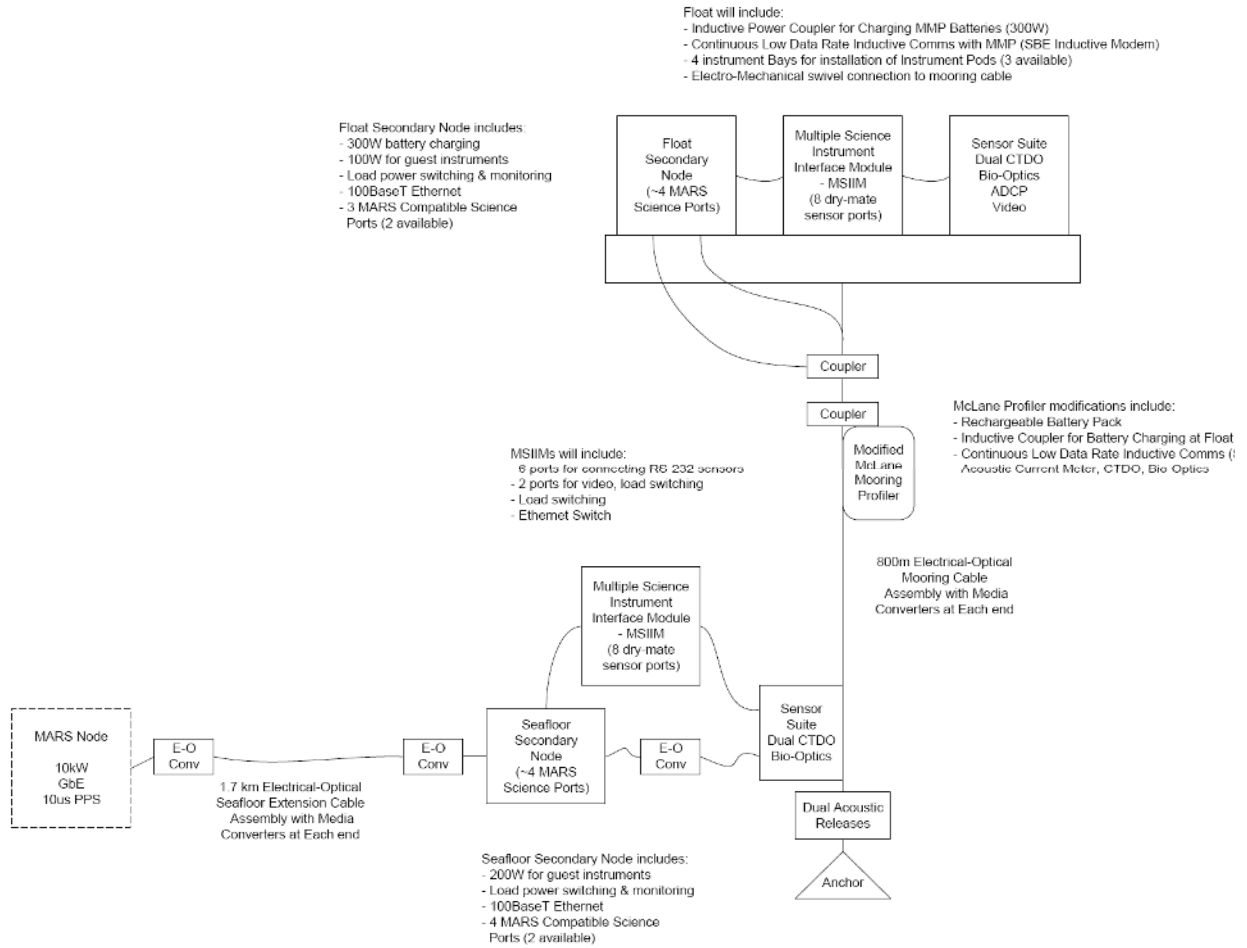 Float will include:
- Inductive Power Coupler for Charging MMP Batteries (300W)
- Continuous Low Data Rate Inductive Comms with MMP (SBE Inductive Modem)
- 4 instrument Bays for installation of Instrument Pods (3 available)
- Electro-Mechanical swivel connection to mooring cable
Float Secondary Node includes:
- 300W battery charging
- 100W for guest instruments
- Load power switching & monitoring
- 100BaseT Ethernet
- 3 MARS Compatible Science
Ports (2 available)
Float
Secondary
Node
(~4 MARS
Science Ports)
Multiple Science
Instrument
Interface Module
- MSIIM
(8 dry-mate
sensor ports)
Sensor Suite
Dual CTDO
Bio-Optics
ADCP
Video
Coupler
Coupler
McLane Profiler modifications include:
- Rechargeable Battery Pack
- Inductive Coupler for Battery Charging at Float
- Continuous Low Data Rate Inductive Comms (
Acoustic Current Meter, CTDO, Bio Optics
Modified
McLane
Mooring
Profiler
MSIIMs will include:
- 6 ports for connecting RS 232 sensors
- 2 ports for video, load switching
- Load switching
- Ethernet Switch
800m Electrical-Optical
Mooring Cable
Assembly with Media
Converters at Each end
Multiple Science
Instrument
Interface Module
- MSIIM
(8 dry-mate
sensor ports)
MARS Node
10kW
GbE
10us PPS
E-O
Conv
1.7 km Electrical-Optical
Seafloor Extension Cable
Assembly with Media
Converters at Each end
E-O
Conv
Seafloor
Secondary
Node
(~4 MARS
Science Ports)
E-O
Conv
Sensor
Suite
Dual CTDO
Bio-Optics
Dual Acoustic
Releases
Anchor
Seafloor Secondary Node includes:
- 200W for guest instruments
- Load power switching & monitoring
- 100BaseT Ethernet
- 4 MARS Compatible Science
Ports (2 available)